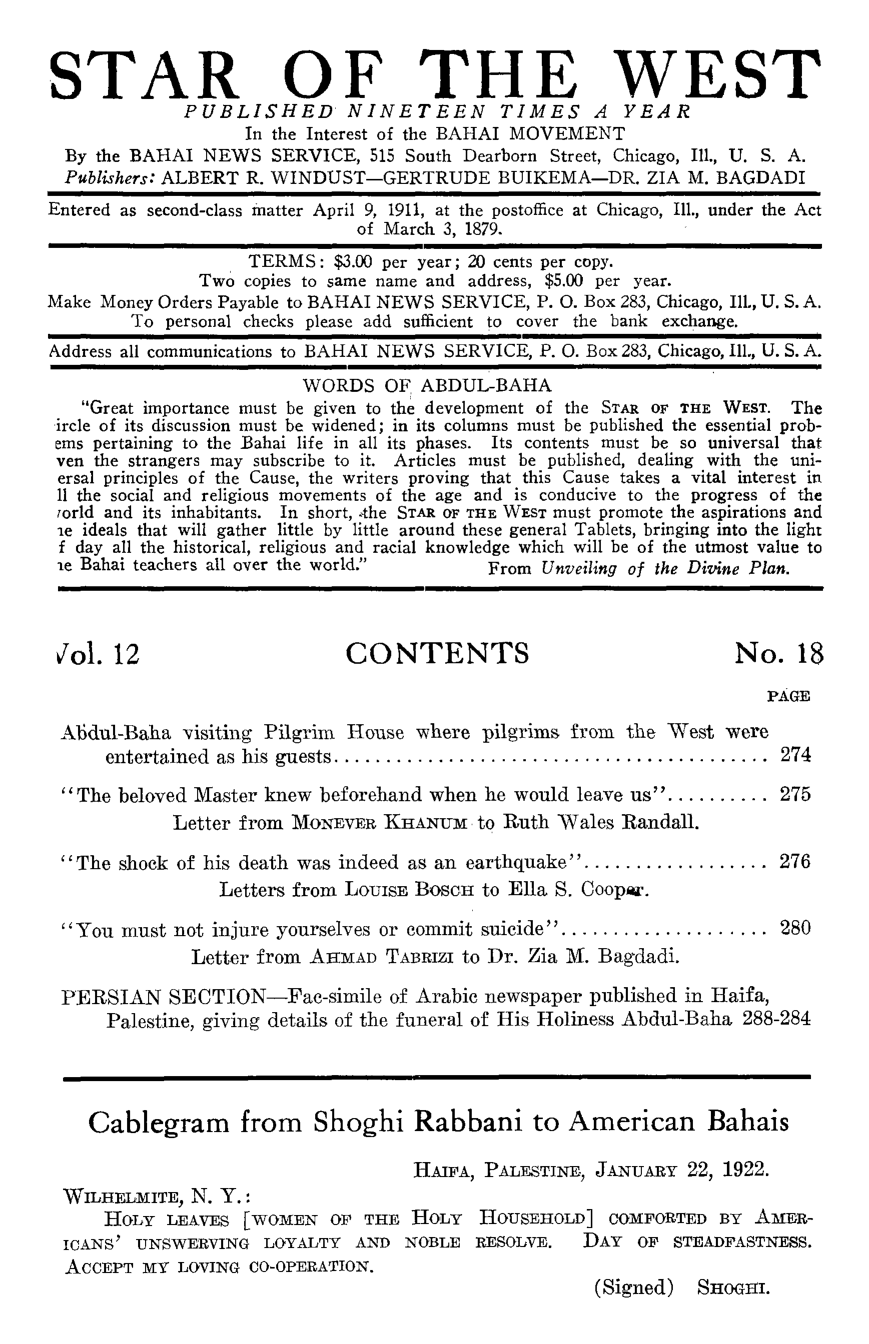 STAR OF THE WEST
PUBLISHED NINETEEN TIMES A YEAR
In the Interest of the BAHAI MOVEMENT
By the BAHAI NEWS SERVICE, 515 South Dearborn Street, Chicago, Ill., U. S. A.
Publishers: ALBERT R. WINDUST—GERTRUDE BUIKEMA—DR. ZIA M. BAGDADI
Entered as second-class matter April 9, 1911, at the postoffice at Chicago, Ill., under the Act
of March 3, 1879.
TERMS: $3.00 per year; 20 cents per copy.
Two copies to same name and address, $5.00 per year.
Make Money Orders Payable to BAHAI NEWS SERVICE, P. O. Box 283, Chicago, Ill., U. S. A.
To personal checks please add sufficient to cover the bank exchange.
Address all communications to BAHAI NEWS SERVICE, P. O. Box 283, Chicago, Ill., U. S. A.
WORDS OF ABDUL-BAHA
"Great importance must be given to the development of the STAR OF THE WEST. The
ircle of its discussion must be widened; in its columns must be published the essential prob-
ems pertaining to the Bahai life in all its phases. Its contents must be so universal that
ven the strangers may subscribe to it. Articles must be published, dealing with the uni-
ersal principles of the Cause, the writers proving that this Cause takes a vital interest in
ll the social and religious movements of the age and is conducive to the progress of the
orld and its inhabitants. In short, the STAR OF THE WEST must promote the aspirations and
e ideals that will gather little by little around these general Tablets, bringing into the light
f day all the historical, religious and racial knowledge which will be of the utmost value to
e Bahai teachers all over the world." From Unveiling of the Divine Plan.
Vol. 12 CONTENTS No. 18
PAGE
Abdul-Baha visiting Pilgrim House where pilgrims from the West were
entertained as his guests.......................................... 274
"The beloved Master knew beforehand when he would leave us".......... 275
Letter from MONEVER KHANUM to Ruth Wales Randall.
"The shock of his death was indeed as an earthquake".................. 276
Letters from LOUISE BOSCH to Ella S. Cooper.
"You must not injure yourselves or commit suicide".................... 280
Letter from AHMAD TABRIZI to Dr. Zia M. Bagdadi.
PERSIAN SECTION—Fac-simile of Arabic newspaper published in Haifa,
Palestine, giving details of the funeral of His Holiness Abdul-Baha 288-284
Cablegram from Shoghi Rabbani to American Bahais
HAIFA, PALESTINE, JANUARY 22, 1922.
WILHELMITE, N. Y.:
HOLY LEAVES [WOMEN OF THE HOLY HOUSEHOLD] COMFORTED BY AMER-
ICANS' UNSWERVING LOYALTY AND NOBLE RESOLVE. DAY OF STEADFASTNESS.
ACCEPT MY LOVING CO-OPERATION.
(Signed) SHOGHI.